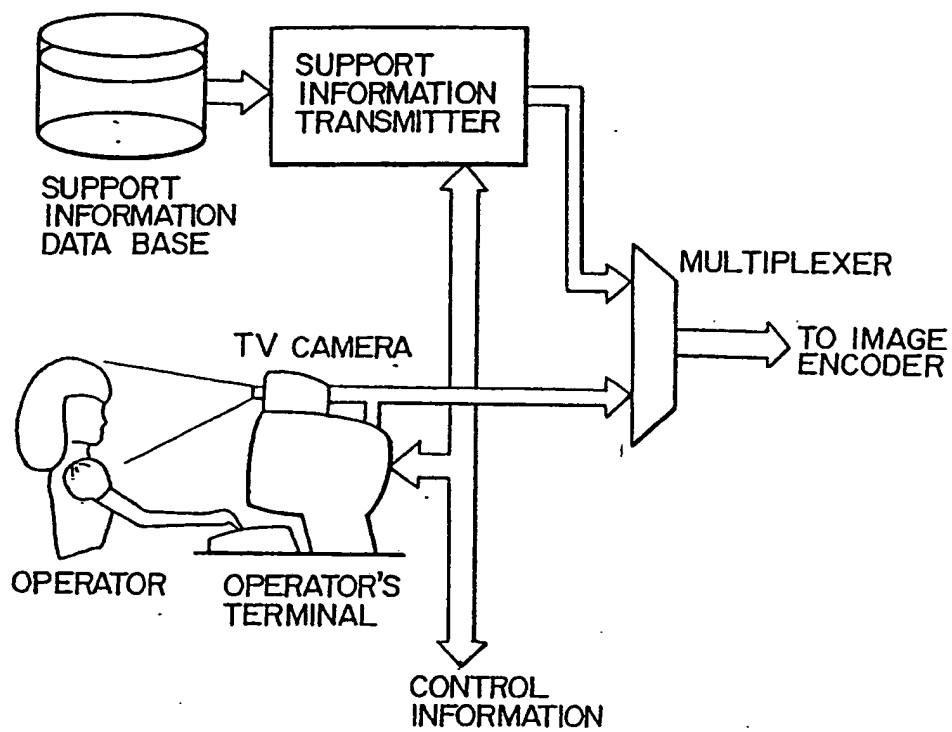 SUPPORT
INFORMATION
TRANSMITTER
SUPPORT
INFORMATION
DATA BASE
MULTIPLEXER
TV CAMERA
TO IMAGE
ENCODER
OPERATOR
OPERATOR'S
TERMINAL
CONTROL
INFORMATION